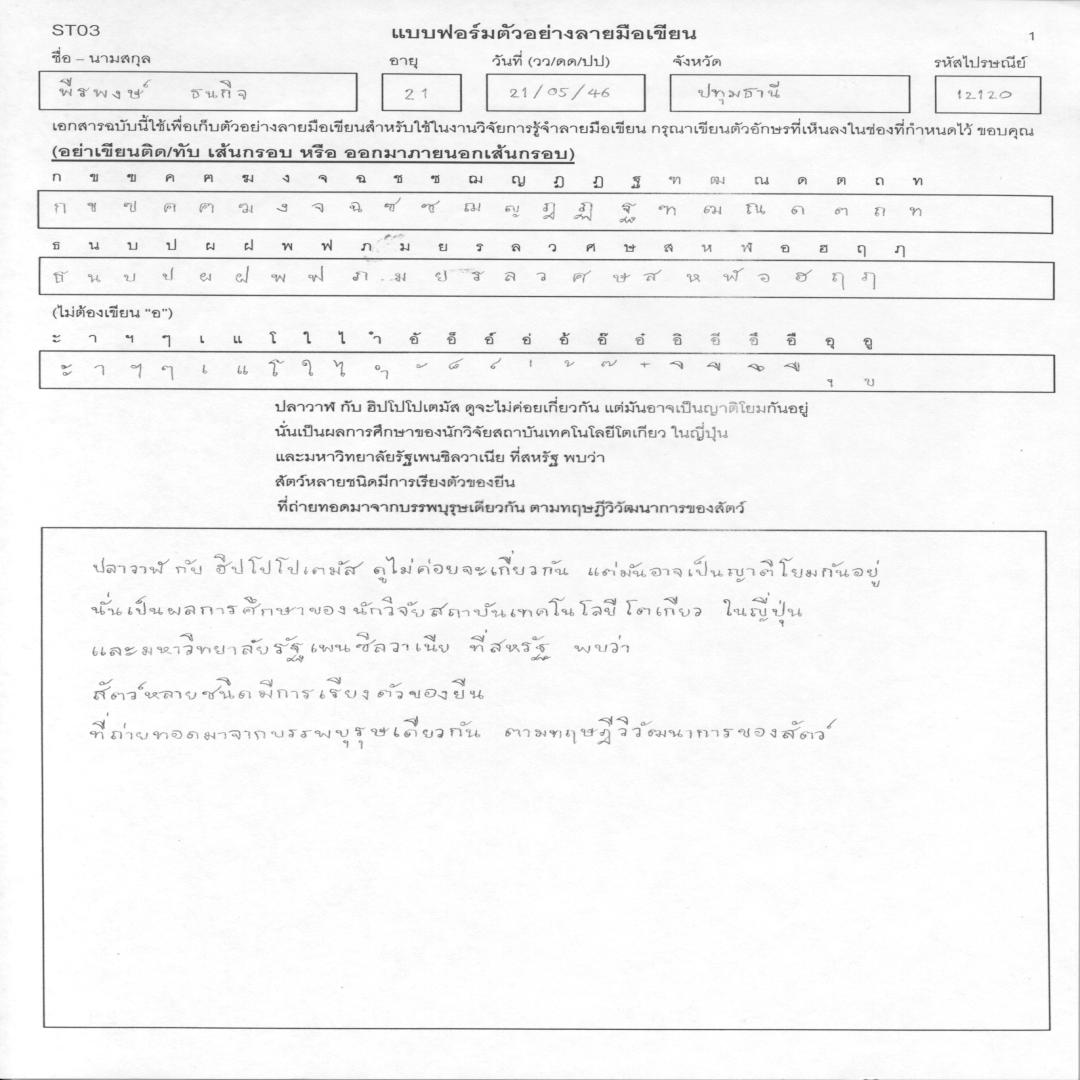 ST03 แบบฟอร์มตัวอย่างลายมือเขียน 1
ชื่อ – นามสกุล อายุ วันที่ (วว/ดด/ปป) จังหวัด รหัสไปรษณีย์
พีรพงษ์ ธนกิจ 21 21/05/46 ปทุมธานี 12120
เอกสารฉบับนี้ใช้เพื่อเก็บตัวอย่างลายมือเขียนสำหรับใช้ในงานวิจัยการรู้จำลายมือเขียน กรุณาเขียนตัวอักษรที่เห็นลงในช่องที่กำหนดไว้ ขอบคุณ
(อย่าเขียนติด/ทับ เส้นกรอบ หรือ ออกมาภายนอกเส้นกรอบ)
ก ข ฃ ค ฅ ฆ ง จ ฉ ช ซ ฌ ญ ฎ ฏ ฐ ฑ ฒ ณ ด ต ถ ท
ก ข ฃ ค ฅ ฆ ง จ ฉ ช ซ ฌ ญ ฎ ฏ ฐ ฑ ฒ ณ ด ต ถ ท
ธ น บ ป ผ ฝ พ ฟ ภ ม ย ร ล ว ศ ษ ส ห ฬ อ ฮ ฤ ฦ
ธ น บ ป ผ ฝ พ ฟ ภ ม ย ร ล ว ศ ษ ส ห ฬ อ ฮ ฤ ฦ
(ไม่ต้องเขียน "อ")
ะ า ฯ ๆ เ แ โ ใ ไ ำ อั อ็ อ์ อ่ อ้ อ๊ อ๋ อิ อี อึ อื อุ อู
ะ า ฯ ๆ เ แ โ ใ ไ ำ ั ็ ์ ่ ้ ๊ ๋ ิ ี ึ ื ุ ู
ปลาวาฬ กับ ฮิปโปโปเตมัส ดูจะไม่ค่อยเกี่ยวกัน แต่มันอาจเป็นญาติโยมกันอยู่
นั่นเป็นผลการศึกษาของนักวิจัยสถาบันเทคโนโลยีโตเกียว ในญี่ปุ่น
และมหาวิทยาลัยรัฐเพนซิลวาเนีย ที่สหรัฐ พบว่า
สัตว์หลายชนิดมีการเรียงตัวของยีน
ที่ถ่ายทอดมาจากบรรพบุรุษเดียวกัน ตามทฤษฎีวิวัฒนาการของสัตว์
ปลาวาฬ กับ ฮิปโปโปเตมัส ดูไม่ค่อยจะเกี่ยวกัน แต่มันอาจเป็นญาติโยมกันอยู่
นั่นเป็นผลการศึกษาของนักวิจัยสถาบันเทคโนโลยีโตเกียว ในญี่ปุ่น
และมหาวิทยาลัยรัฐเพนซิลวาเนีย ที่สหรัฐ พบว่า
สัตว์หลายชนิดมีการเรียงตัวของยีน
ที่ถ่ายทอดมาจากบรรพบุรุษเดียวกัน ตามทฤษฎีวิวัฒนาการของสัตว์